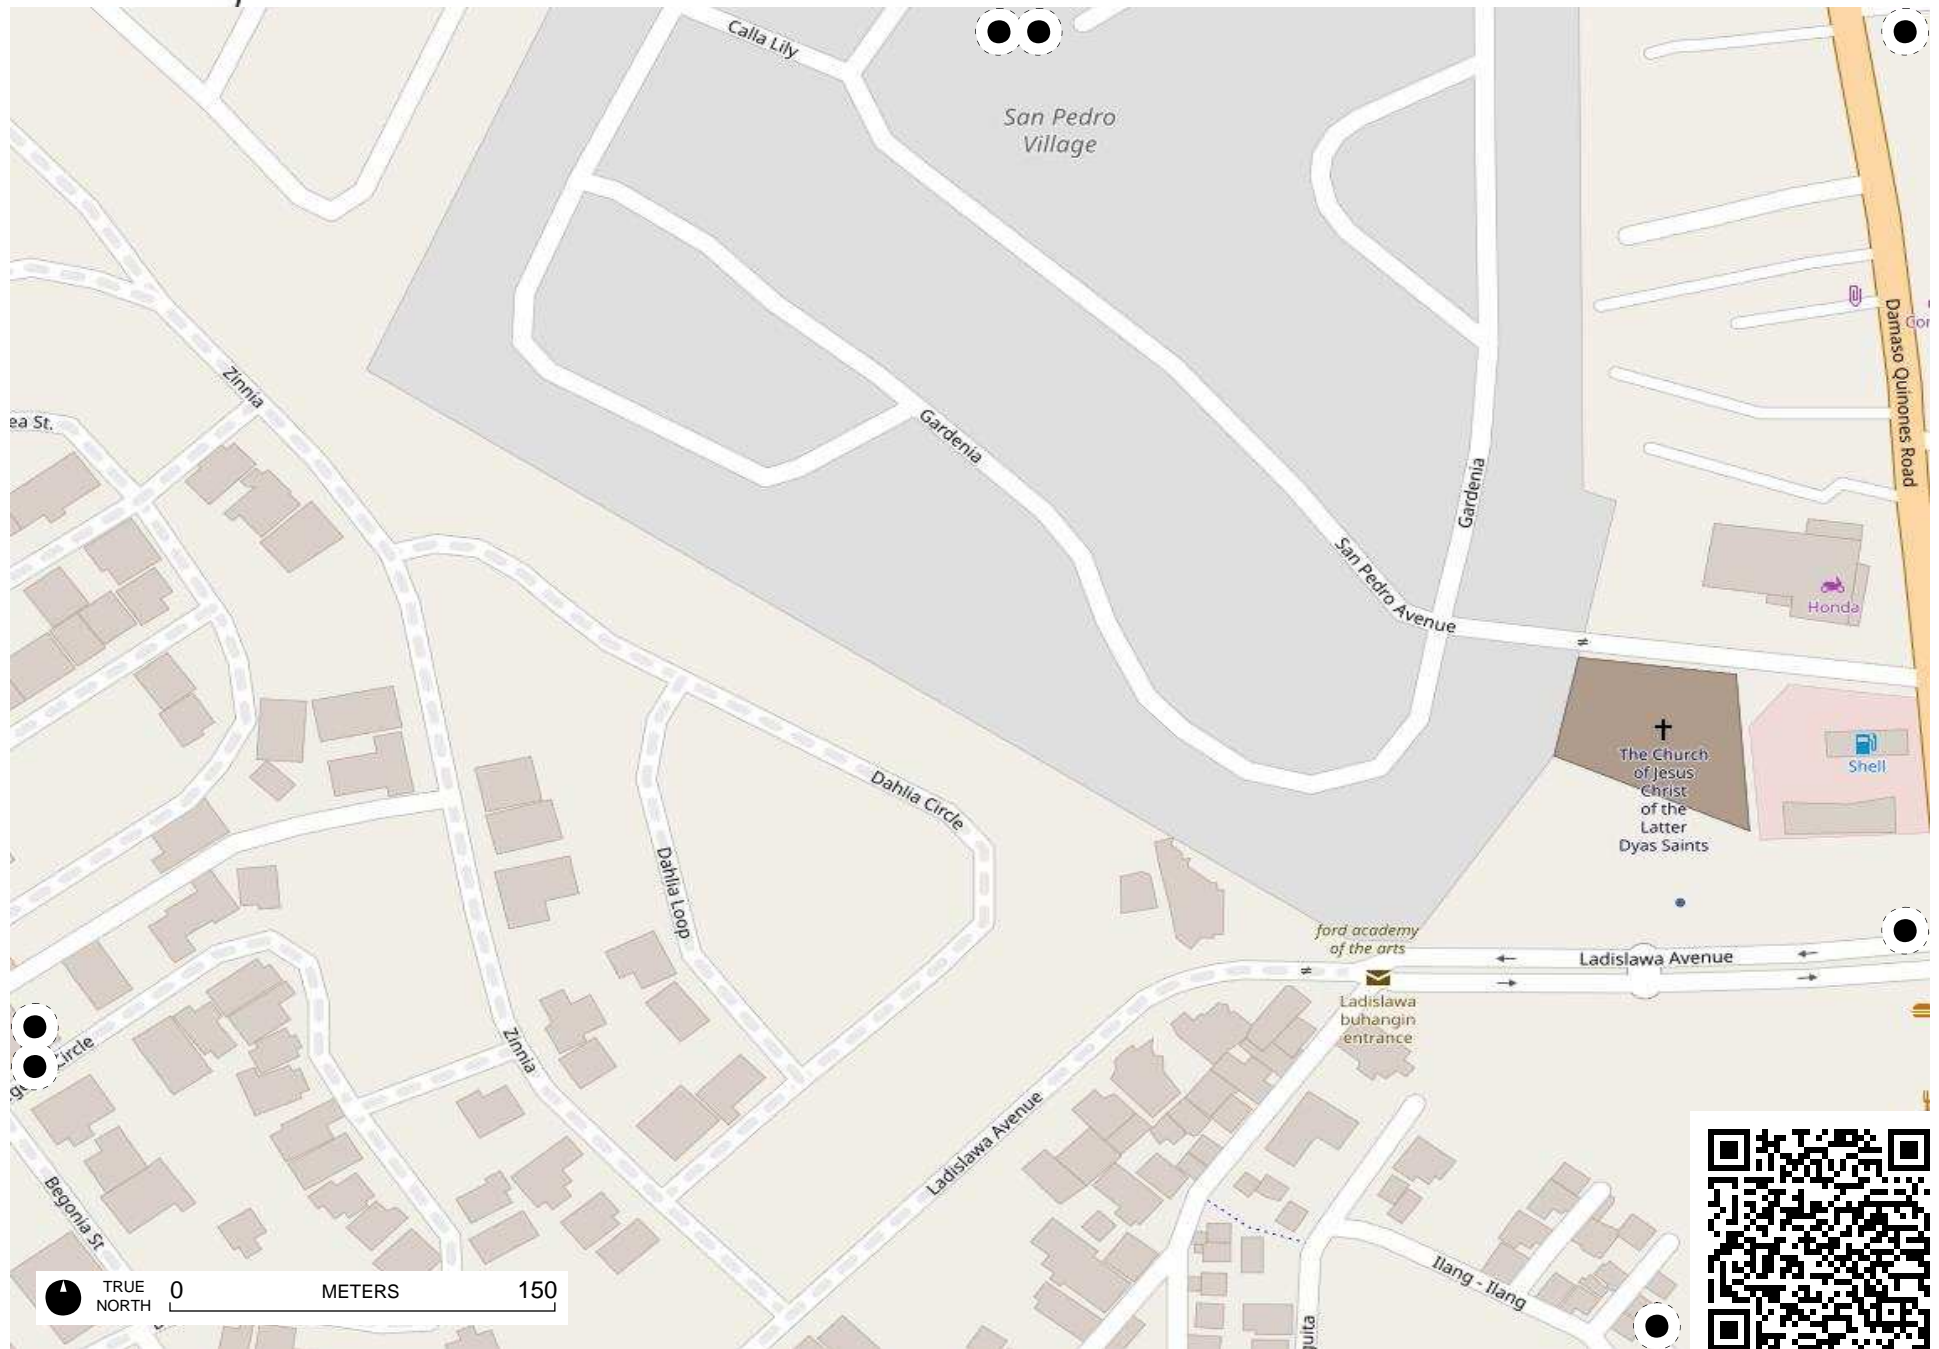 Calla Lily
San Pedro
Village
Zinnia
ea St.
Gardenia
Gardenia
San Pedro Avenue
Damaso Quinones Road
Honda
The Church
of Jesus
Christ
of the
Latter
Dyas Saints
Shell
Dahlia Circle
Dahlia Loop
ford academy
of the arts
Ladislawa Avenue
Ladislawa
buhangin
entrance
Zinnia
Circle
Ladislawa Avenue
Begonia St
Ilang - Ilang
TRUE
NORTH
0 METERS 150